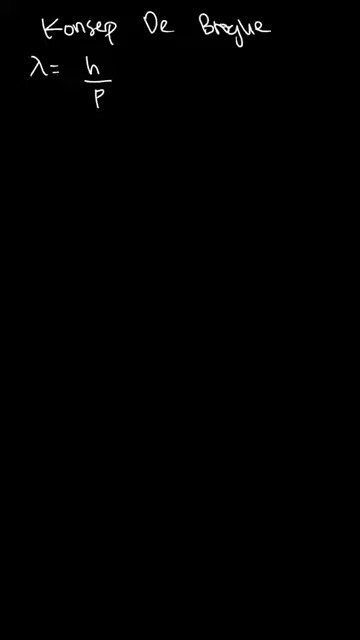 Konsep De Broglie
λ = h/p